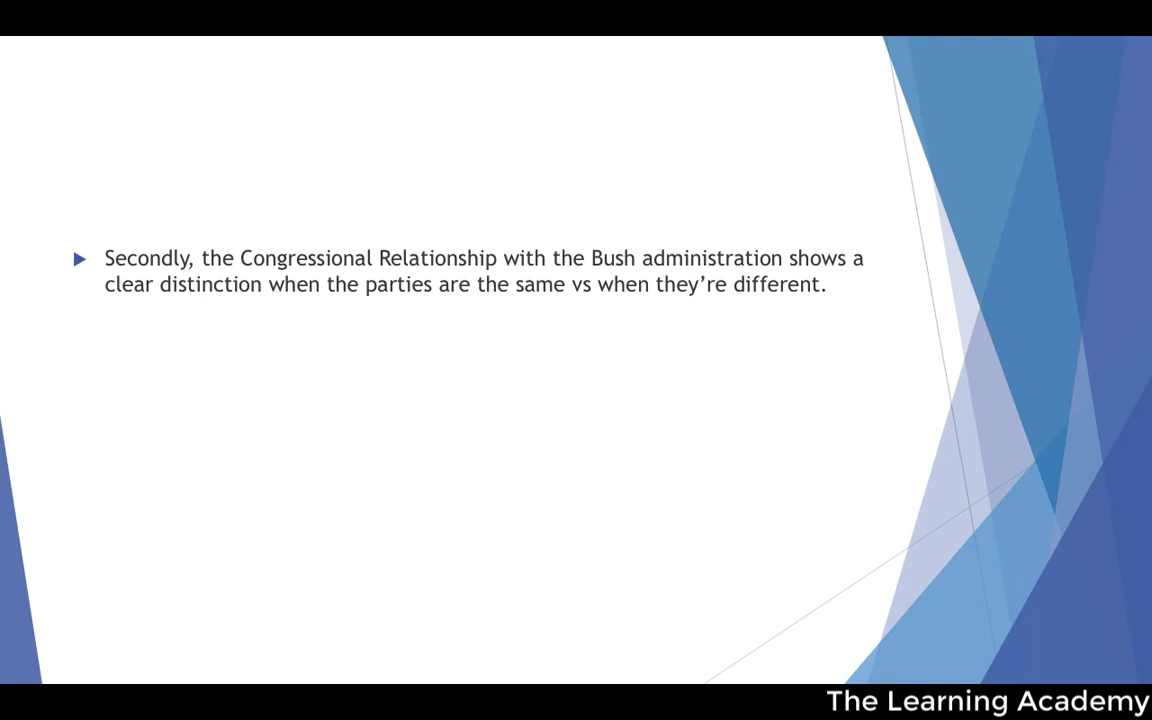 Secondly, the Congressional Relationship with the Bush administration shows a
clear distinction when the parties are the same vs when they’re different.
The Learning Academy